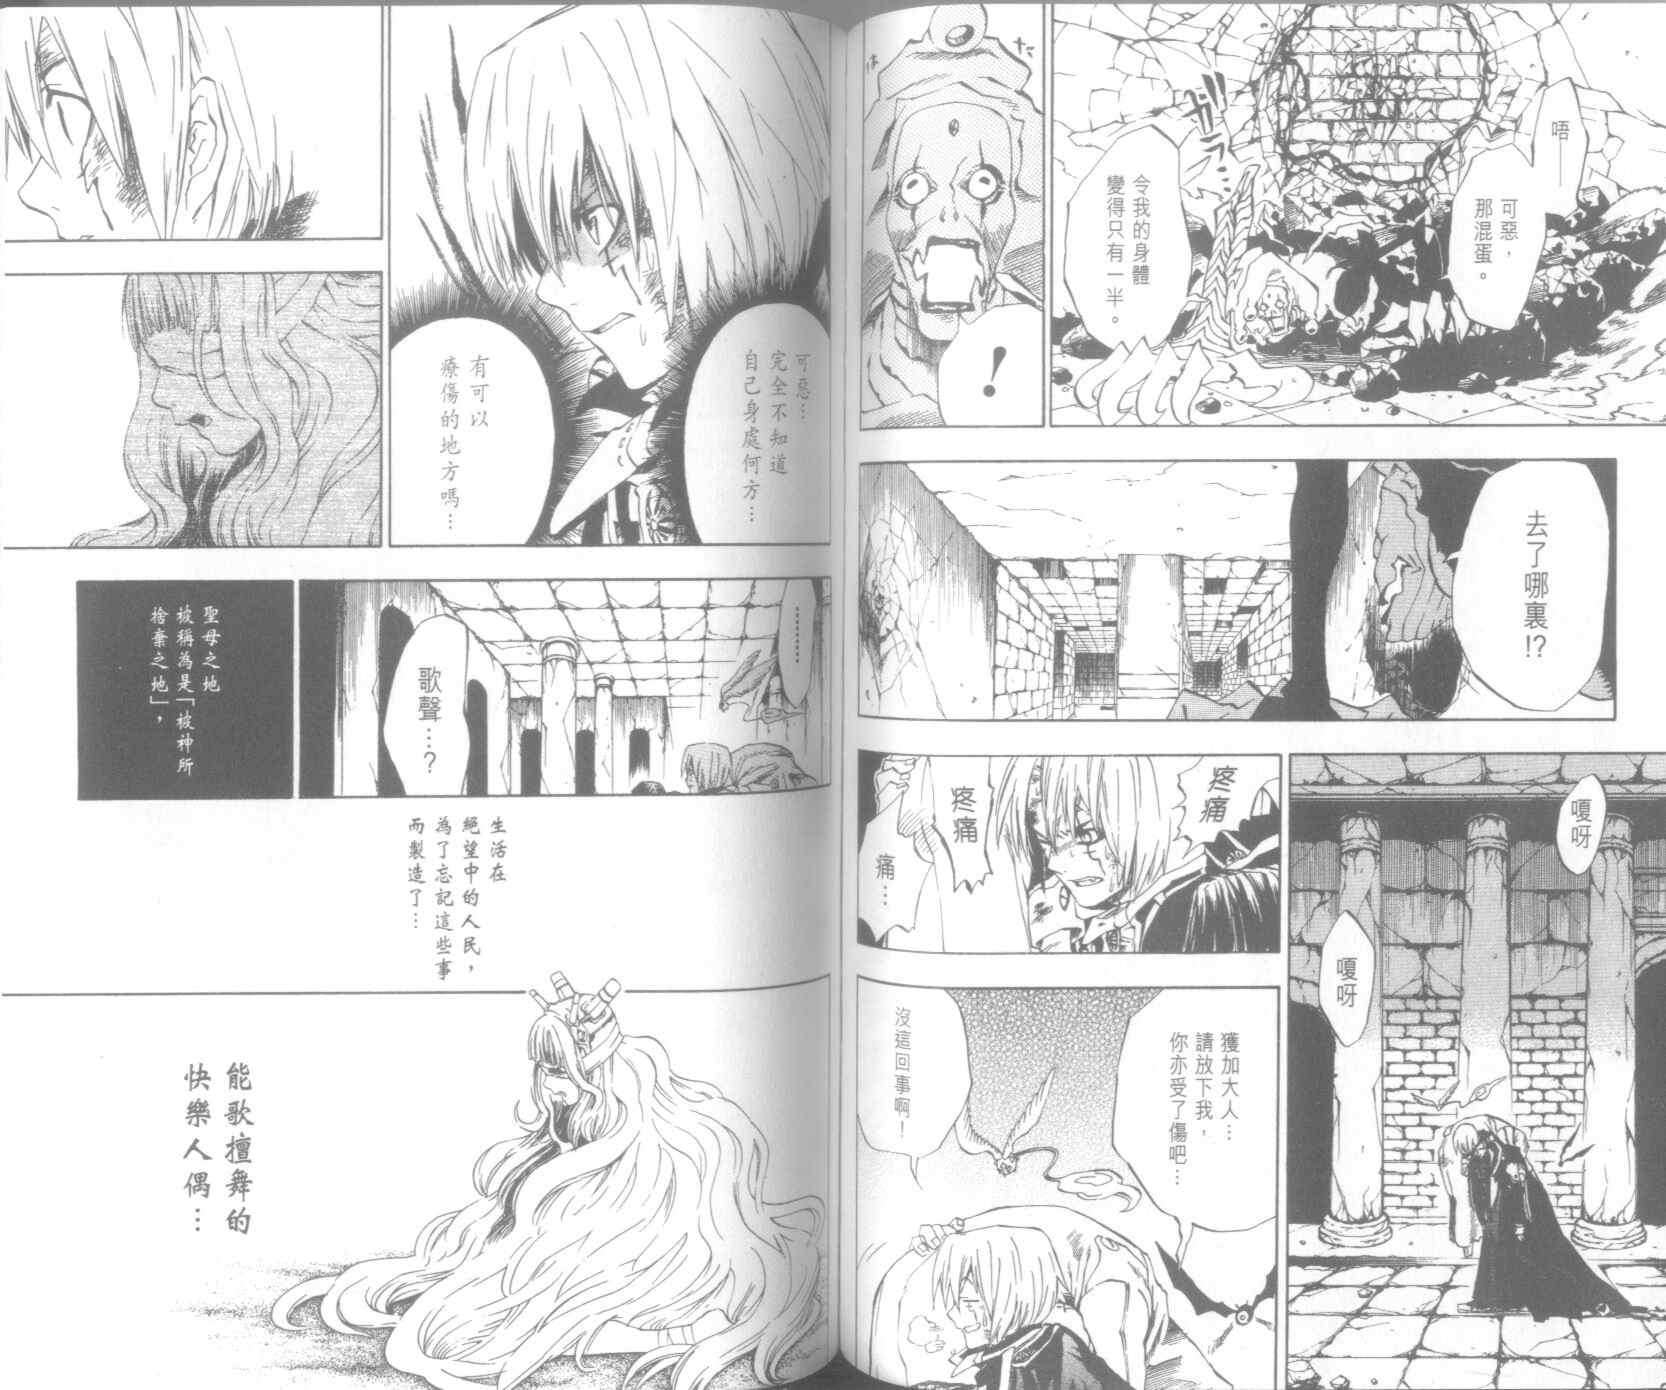 唔——
可惡，
那混蛋。
令我的身體
變得只有一半。
！
去了哪裏!?
嗄呀
嗄呀
疼痛
疼痛
痛…
獲加大人…
請放下我，
你亦受了傷吧…
沒這回事啊！
可惡…
完全不知道
自己身處何方…
有可以
療傷的地方嗎…
…………
歌聲…？
聖母之地
被稱為是「被神所
捨棄之地」，
生活在
絕望中的人民，
為了忘記這些事
而製造了…
能歌擅舞的
快樂人偶…